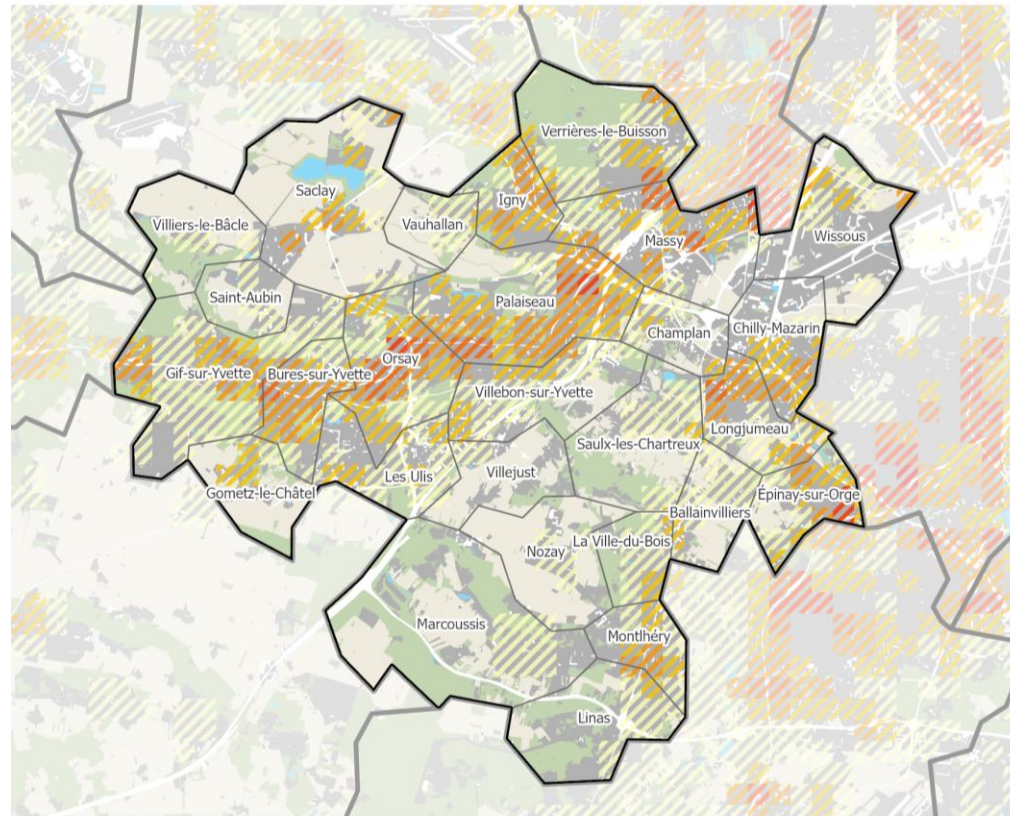 Verrières-le-Buisson
Saclay
Igny
Villiers-le-Bâcle
Vauhallan
Massy
Wissous
Saint-Aubin
Palaiseau
Champlan
Chilly-Mazarin
Orsay
Gif-sur-Yvette
Bures-sur-Yvette
Villebon-sur-Yvette
Longjumeau
Saulx-les-Chartreux
Villejust
Les Ulis
Gometz-le-Châtel
Épinay-sur-Orge
Ballainvilliers
La Ville-du-Bois
Nozay
Marcoussis
Montlhéry
Linas